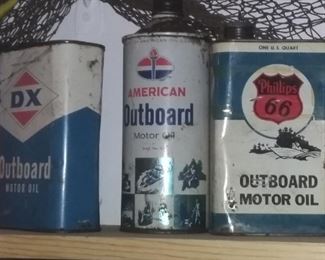 DX
Outboard
MOTOR OIL
AMERICAN
Outboard
Motor Oil
ONE U.S. QUART
Phillips
66
OUTBOARD
MOTOR OIL